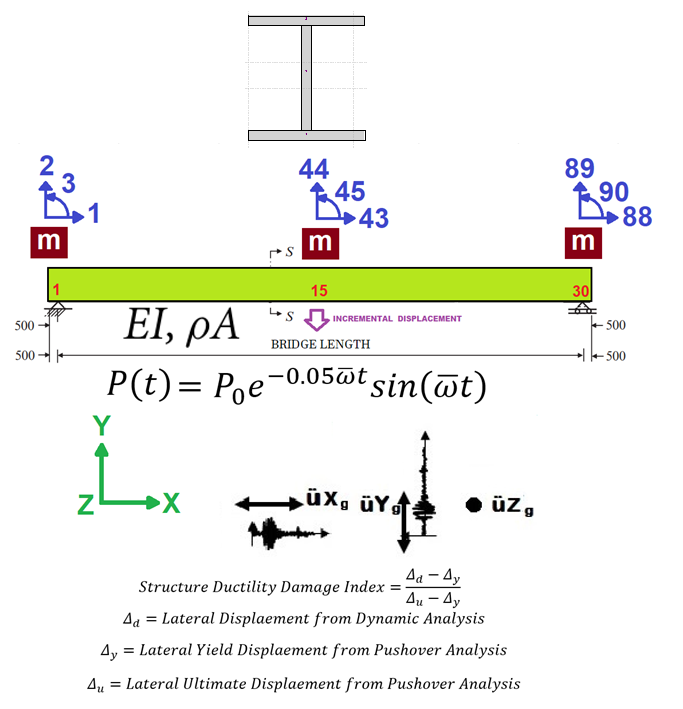 2 3 1
44 45 43
89 90 88
m m m
S
1 15 30
S
INCREMENTAL DISPLACEMENT
EI, ρA
500 500
BRIDGE LENGTH
500 500
P(t) = P₀e^−0.05ω̅t sin(ω̅t)
Y
Z X
üXg üYg üZg
Structure Ductility Damage Index = (Δd − Δy) / (Δu − Δy)
Δd = Lateral Displaement from Dynamic Analysis
Δy = Lateral Yield Displaement from Pushover Analysis
Δu = Lateral Ultimate Displaement from Pushover Analysis